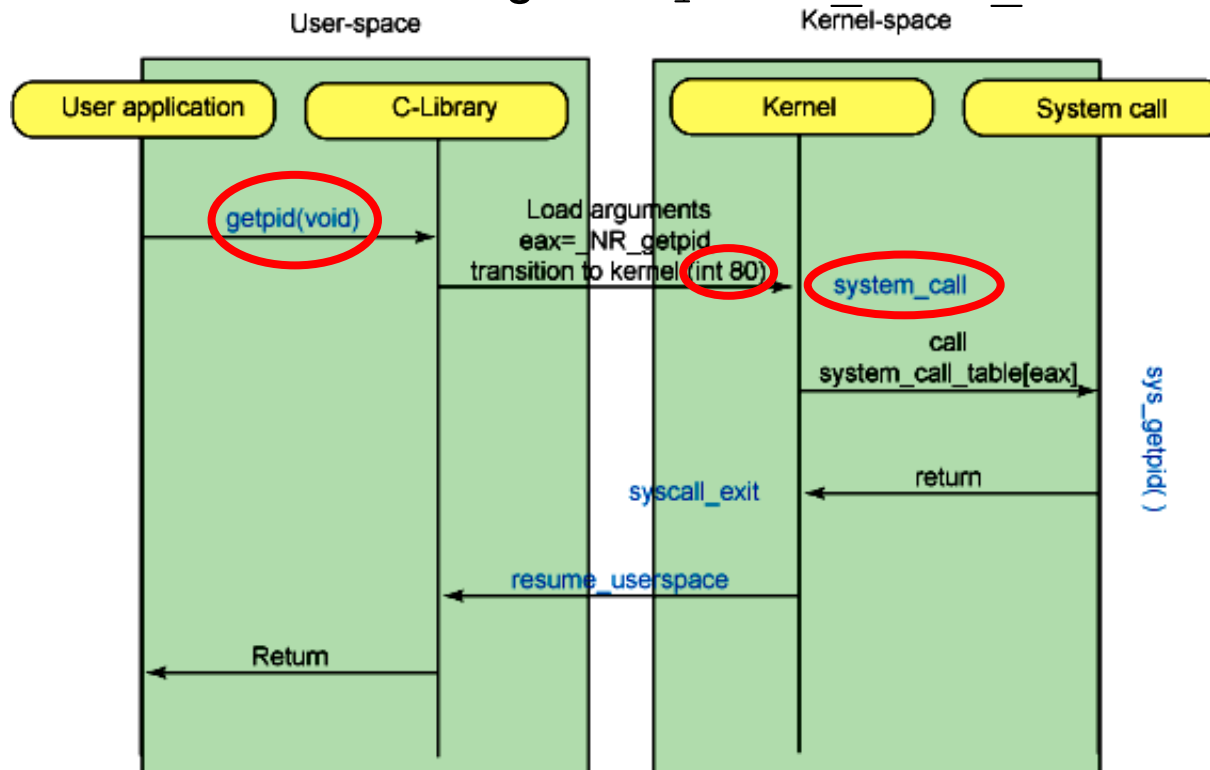 User-space
Kernel-space
User application
C-Library
Kernel
System call
getpid(void)
Load arguments
eax=_NR_getpid
transition to kernel (int 80)
system_call
call
system_call_table[eax]
sys_getpid( )
return
syscall_exit
resume_userspace
Return